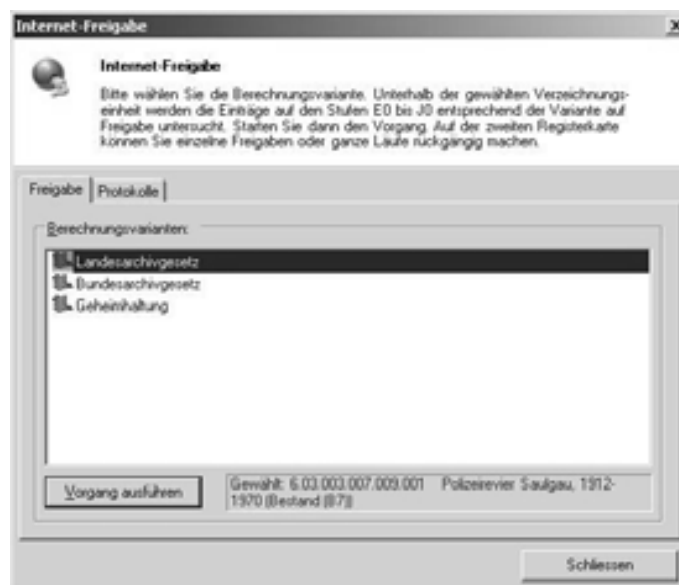 Internet-Freigabe
Internet-Freigabe
Bitte wählen Sie die Berechnungsvariante. Unterhalb der gewählten Verzeichnungs-
einheit werden die Einträge auf den Stufen E0 bis J0 entsprechend der Variante auf
Freigabe untersucht. Starten Sie dann den Vorgang. Auf der zweiten Registerkarte
können Sie einzelne Freigaben oder ganze Läufe rückgängig machen.
Freigabe Protokolle
Berechnungsvarianten:
Landesarchivgesetz
Bundesarchivgesetz
Geheimhaltung
Vorgang ausführen
Gewählt: 6.03.003.007.009.001 Polizeirevier Saulgau, 1912-
1970 (Bestand (B7))
Schliessen